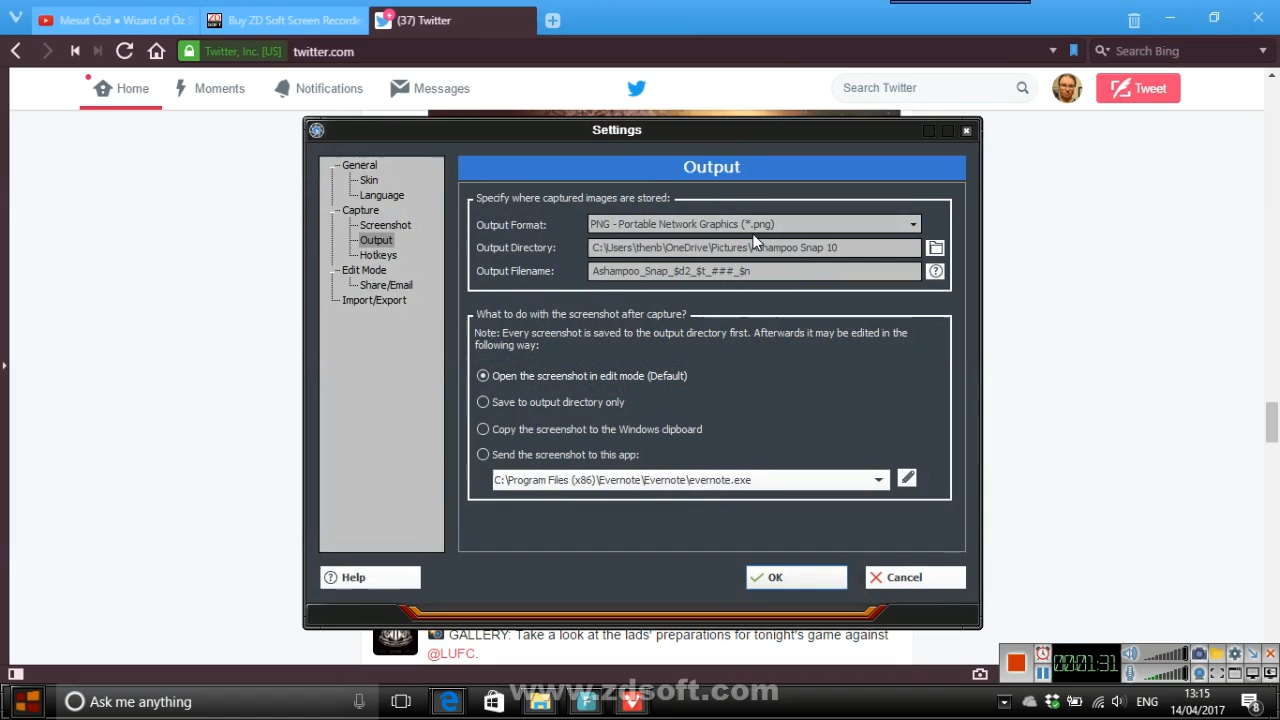 Mesut Özil ● Wizard of Öz S
Buy ZD Soft Screen Recorde
(37) Twitter
Twitter, Inc. [US]
twitter.com
Search Bing
Home
Moments
Notifications
Messages
Search Twitter
Tweet
Settings
General
Skin
Language
Capture
Screenshot
Output
Hotkeys
Edit Mode
Share/Email
Import/Export
Output
Specify where captured images are stored:
Output Format:
PNG - Portable Network Graphics (*.png)
Output Directory:
C:\Users\thenb\OneDrive\Pictures\Ashampoo Snap 10
Output Filename:
Ashampoo_Snap_$d2_$t_###_$n
What to do with the screenshot after capture?
Note: Every screenshot is saved to the output directory first. Afterwards it may be edited in the
following way:
Open the screenshot in edit mode (Default)
Save to output directory only
Copy the screenshot to the Windows clipboard
Send the screenshot to this app:
C:\Program Files (x86)\Evernote\Evernote\evernote.exe
Help
OK
Cancel
GALLERY: Take a look at the lads' preparations for tonight's game against
@LUFC.
00:01:31
Ask me anything
www.zdsoft.com
ENG
13:15
14/04/2017
8